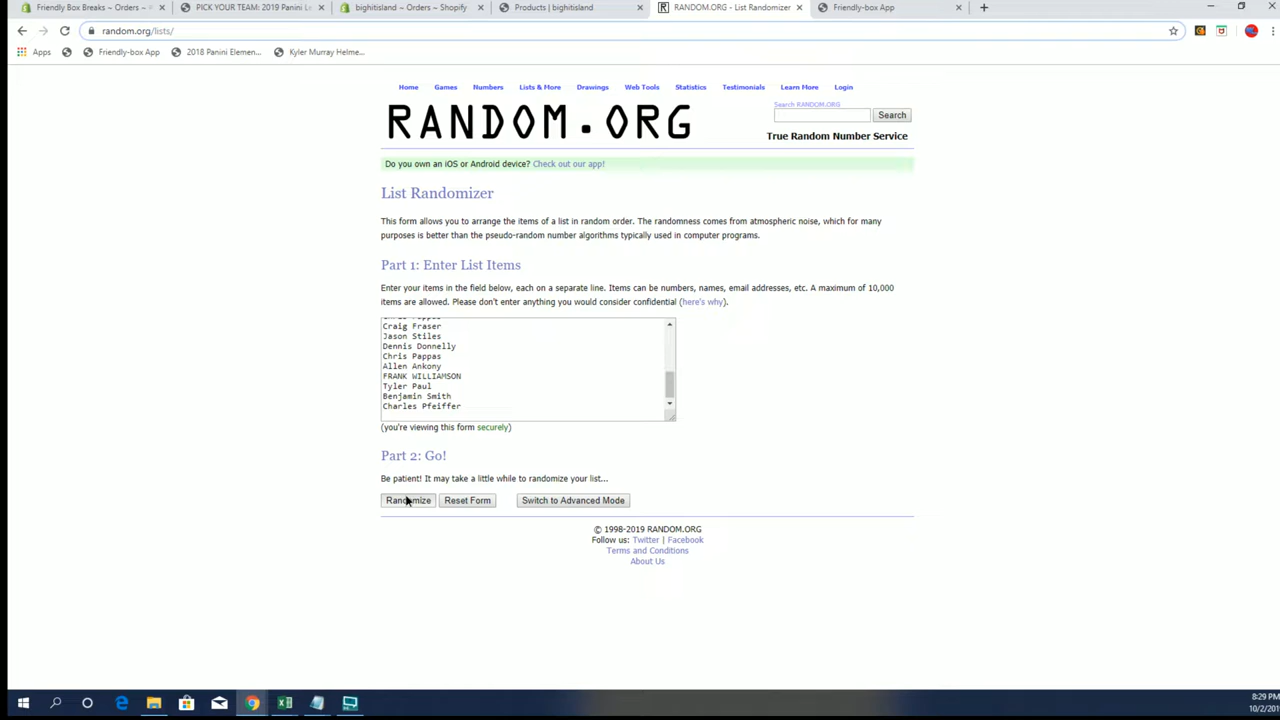 Friendly Box Breaks ~ Orders ~
PICK YOUR TEAM: 2019 Panini L
bighitisland ~ Orders ~ Shopify
Products | bighitisland
RANDOM.ORG - List Randomizer
Friendly-box App
random.org/lists/
Apps
Friendly-box App
2018 Panini Elemen...
Kyler Murray Helme...
Home Games Numbers Lists & More Drawings Web Tools Statistics Testimonials Learn More Login
RANDOM.ORG
Search RANDOM.ORG
Search
True Random Number Service
Do you own an iOS or Android device? Check out our app!
List Randomizer
This form allows you to arrange the items of a list in random order. The randomness comes from atmospheric noise, which for many
purposes is better than the pseudo-random number algorithms typically used in computer programs.
Part 1: Enter List Items
Enter your items in the field below, each on a separate line. Items can be numbers, names, email addresses, etc. A maximum of 10,000
items are allowed. Please don't enter anything you would consider confidential (here's why).
Craig Fraser
Jason Stiles
Dennis Donnelly
Chris Pappas
Allen Ankony
FRANK WILLIAMSON
Tyler Paul
Benjamin Smith
Charles Pfeiffer
(you're viewing this form securely)
Part 2: Go!
Be patient! It may take a little while to randomize your list...
Randomize Reset Form Switch to Advanced Mode
© 1998-2019 RANDOM.ORG
Follow us: Twitter | Facebook
Terms and Conditions
About Us
8:29 PM
10/2/201